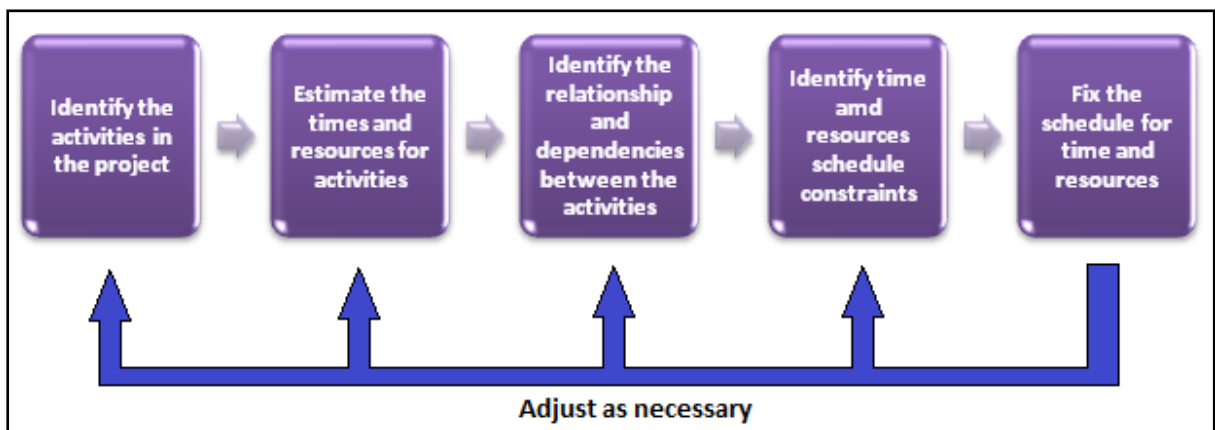 Identify the
activities in
the project
Estimate the
times and
resources for
activities
Identify the
relationship
and
dependencies
between the
activities
Identify time
amd
resources
schedule
constraints
Fix the
schedule for
time and
resources
Adjust as necessary